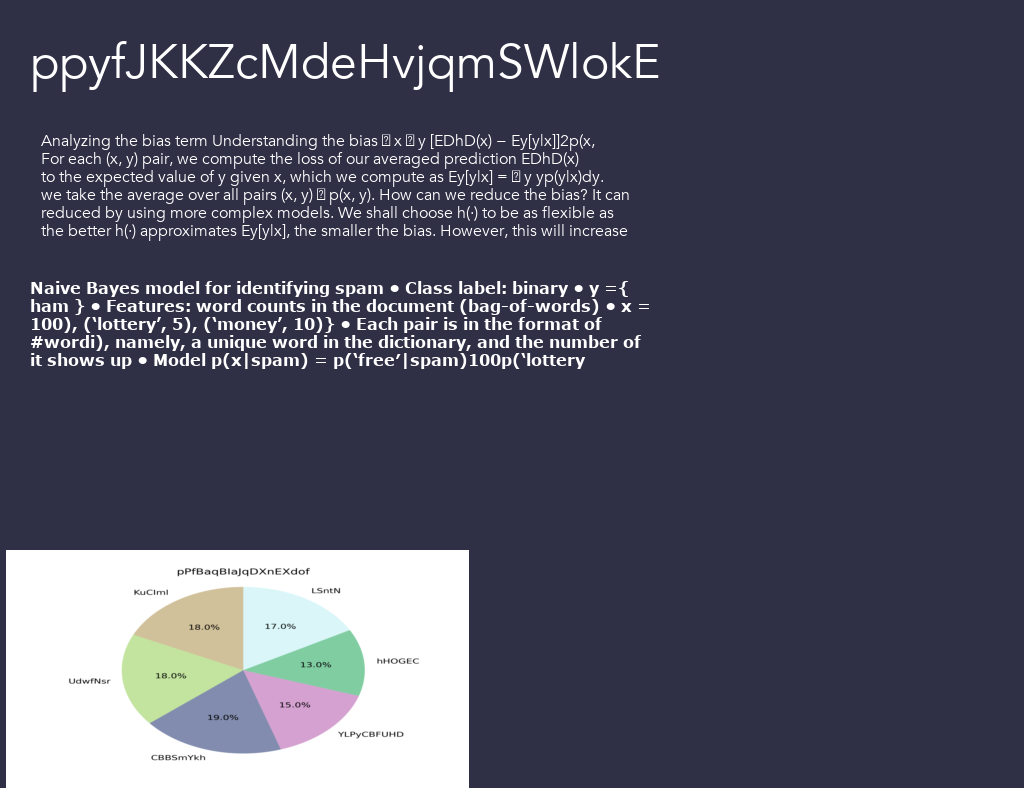 ppyfJKKZcMdeHvjqmSWlokE
Analyzing the bias term Understanding the bias x y [EDhD(x) − Ey[y|x]]2p(x,
For each (x, y) pair, we compute the loss of our averaged prediction EDhD(x)
to the expected value of y given x, which we compute as Ey[y|x] = y yp(y|x)dy.
we take the average over all pairs (x, y) p(x, y). How can we reduce the bias? It can
reduced by using more complex models. We shall choose h(·) to be as flexible as
the better h(·) approximates Ey[y|x], the smaller the bias. However, this will increase
Naive Bayes model for identifying spam • Class label: binary • y ={
ham } • Features: word counts in the document (bag-of-words) • x =
100), (‘lottery’, 5), (‘money’, 10)} • Each pair is in the format of
#wordi), namely, a unique word in the dictionary, and the number of
it shows up • Model p(x|spam) = p(‘free’|spam)100p(‘lottery
pPfBaqBIaJqDXnEXdof
KuCImI
LSntN
18.0%
17.0%
hHOGEC
13.0%
UdwfNsr
18.0%
15.0%
19.0%
YLPyCBFUHD
CBBSmYkh